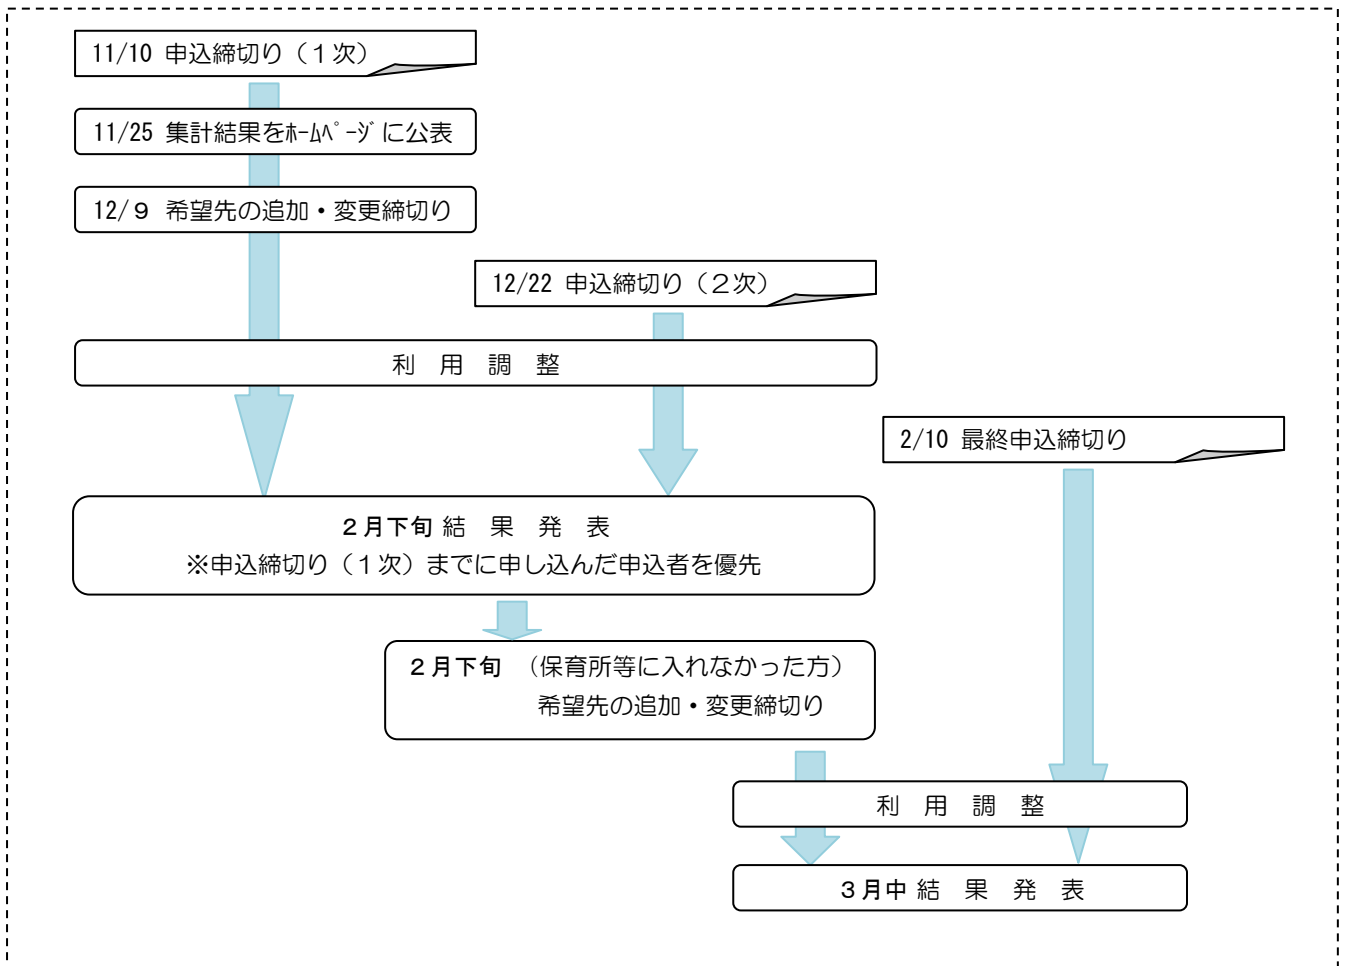 11/10 申込締切り（１次）
11/25 集計結果をﾎｰﾑﾍﾟｰｼﾞに公表
12/９ 希望先の追加・変更締切り
12/22 申込締切り（２次）
利　用　調　整
2/10 最終申込締切り
２月下旬 結　果　発　表
※申込締切り（１次）までに申し込んだ申込者を優先
２月下旬　（保育所等に入れなかった方）
希望先の追加・変更締切り
利　用　調　整
３月中 結　果　発　表